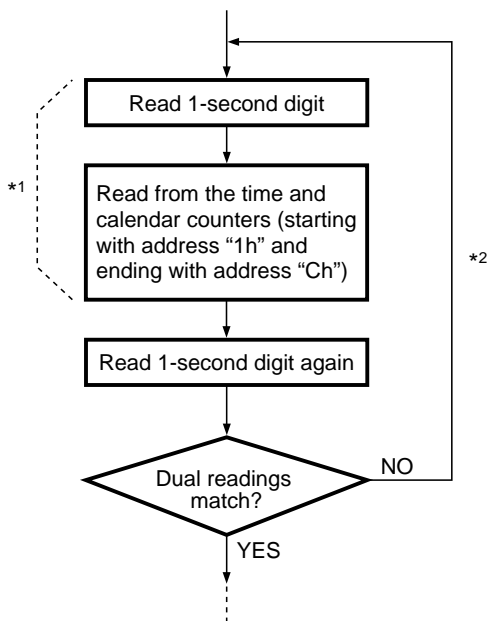 Read 1-second digit
*1
Read from the time and
calendar counters (starting
with address “1h” and
ending with address “Ch”)
*2
Read 1-second digit again
Dual readings
match?
NO
YES